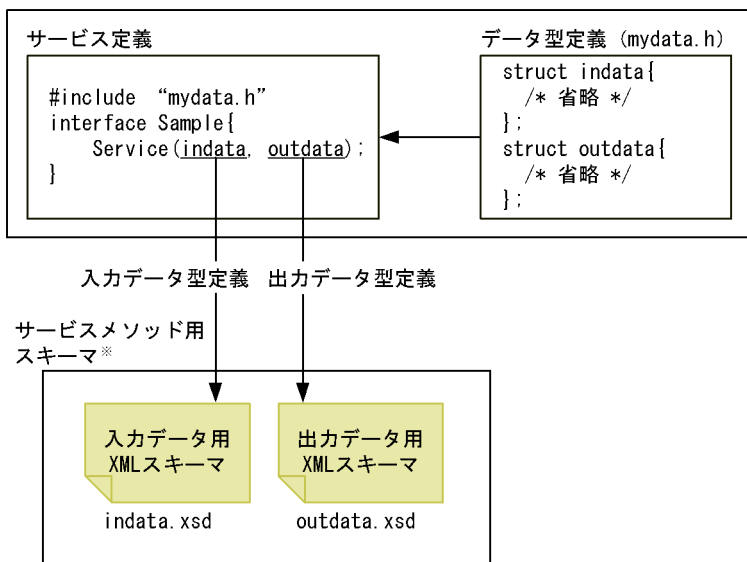 サービス定義
#include “mydata.h”
interface Sample{
Service(indata, outdata);
}
データ型定義 (mydata.h)
struct indata{
/* 省略 */
};
struct outdata{
/* 省略 */
};
入力データ型定義
出力データ型定義
サービスメソッド用
スキーマ※
入力データ用
XMLスキーマ
indata.xsd
出力データ用
XMLスキーマ
outdata.xsd